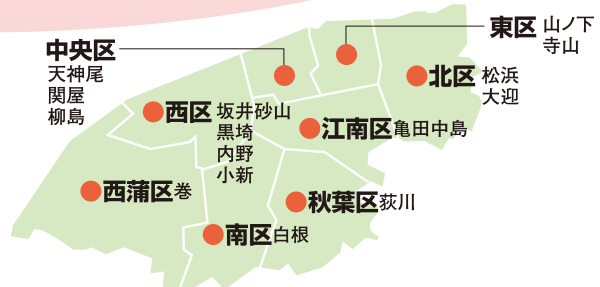 中央区
天神尾
関屋
柳島
東区 山ノ下
寺山
北区 松浜
大迎
西区 坂井砂山
黒埼
内野
小新
江南区 亀田中島
西蒲区 巻
秋葉区 荻川
南区 白根